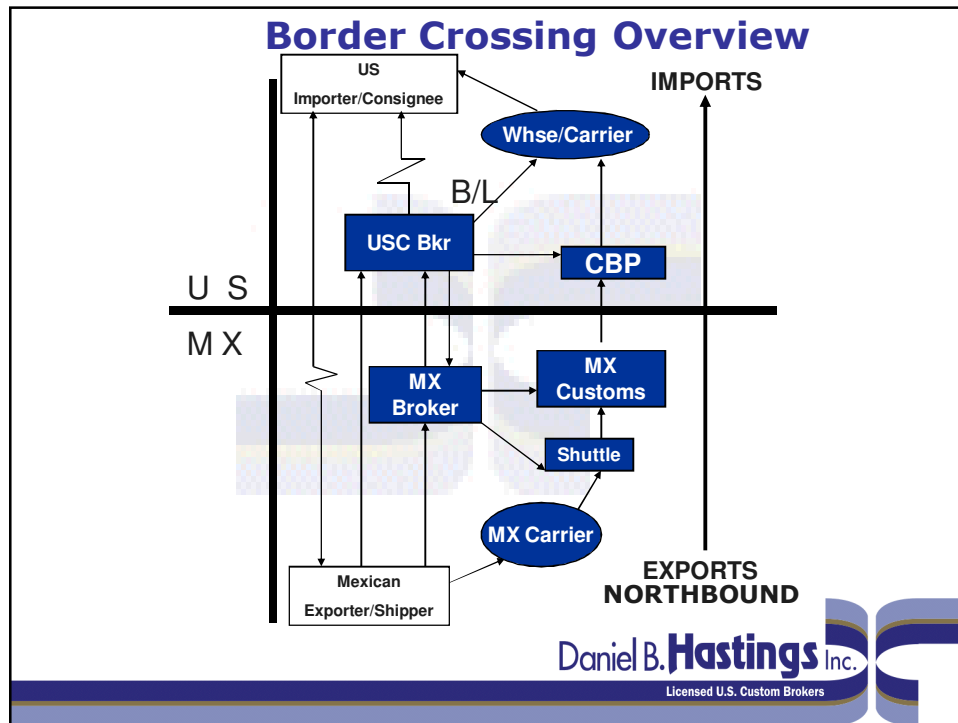 Border Crossing Overview
US
Importer/Consignee
IMPORTS
Whse/Carrier
B/L
USC Bkr
CBP
U S
M X
MX
Broker
MX
Customs
Shuttle
MX Carrier
Mexican
Exporter/Shipper
EXPORTS
NORTHBOUND
Daniel B. Hastings Inc.
Licensed U.S. Custom Brokers